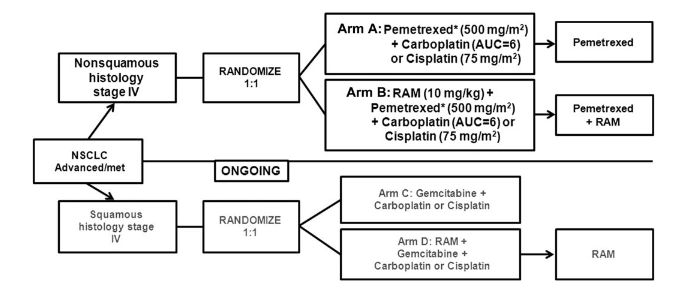 Nonsquamous
histology
stage IV
RANDOMIZE
1:1
Arm A: Pemetrexed* (500 mg/m²)
+ Carboplatin (AUC=6)
or Cisplatin (75 mg/m²)
Pemetrexed
Arm B: RAM (10 mg/kg) +
Pemetrexed* (500 mg/m²)
+ Carboplatin (AUC=6) or
Cisplatin (75 mg/m²)
Pemetrexed
+ RAM
NSCLC
Advanced/met
ONGOING
Squamous
histology stage
IV
RANDOMIZE
1:1
Arm C: Gemcitabine +
Carboplatin or Cisplatin
Arm D: RAM +
Gemcitabine +
Carboplatin or Cisplatin
RAM